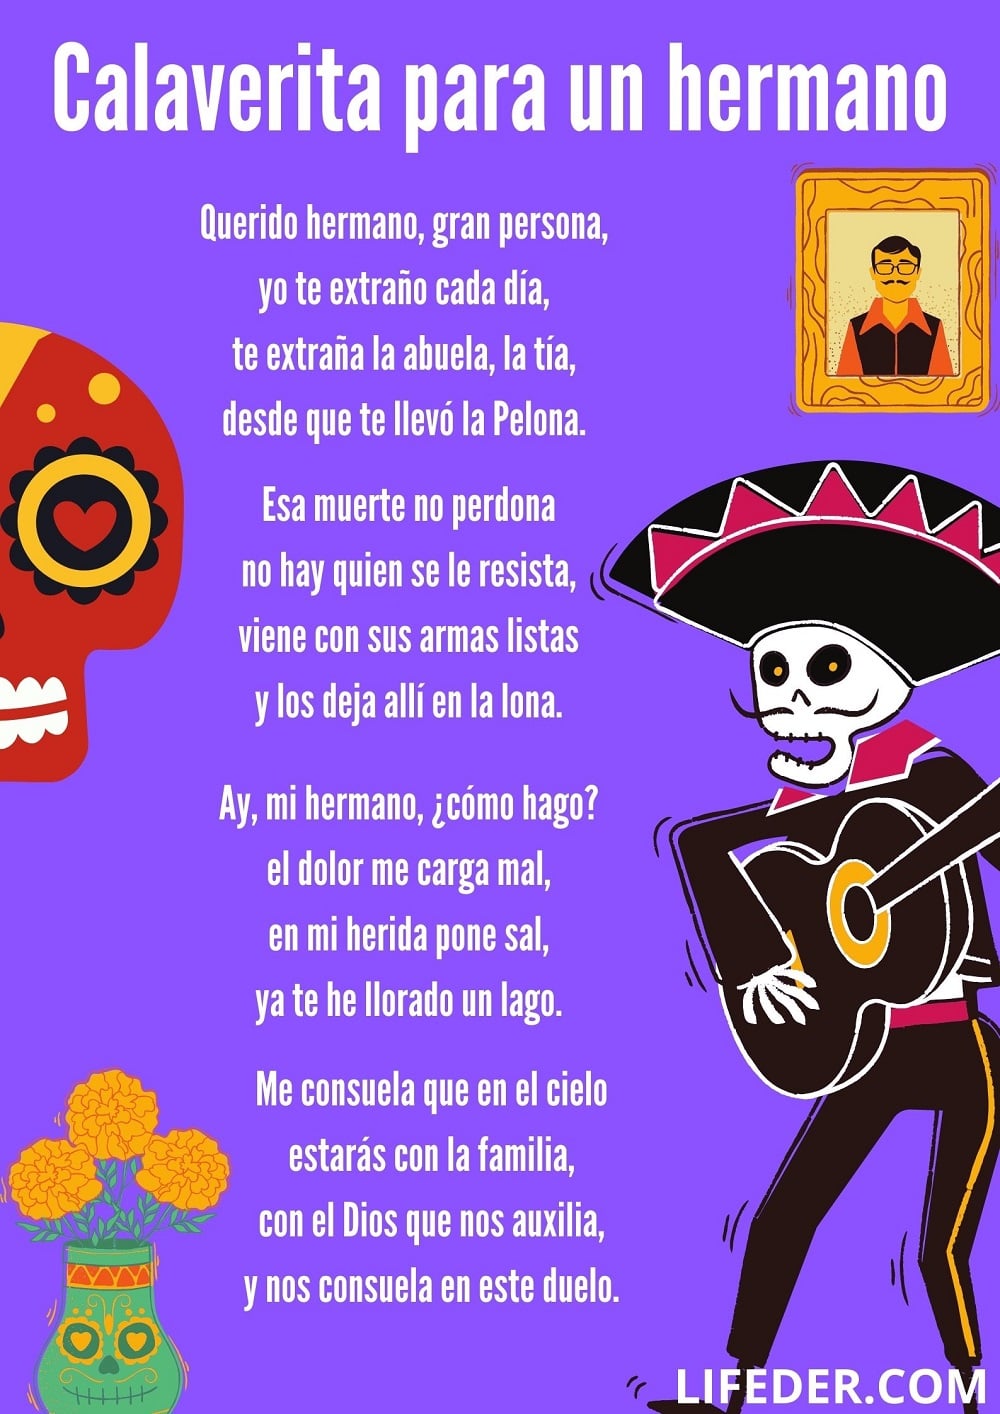 Calaverita para un hermano
Querido hermano, gran persona,
yo te extraño cada día,
te extraña la abuela, la tía,
desde que te llevó la Pelona.
Esa muerte no perdona
no hay quien se le resista,
viene con sus armas listas
y los deja allí en la lona.
Ay, mi hermano, ¿cómo hago?
el dolor me carga mal,
en mi herida pone sal,
ya te he llorado un lago.
Me consuela que en el cielo
estarás con la familia,
con el Dios que nos auxilia,
y nos consuela en este duelo.
LIFEDER.COM